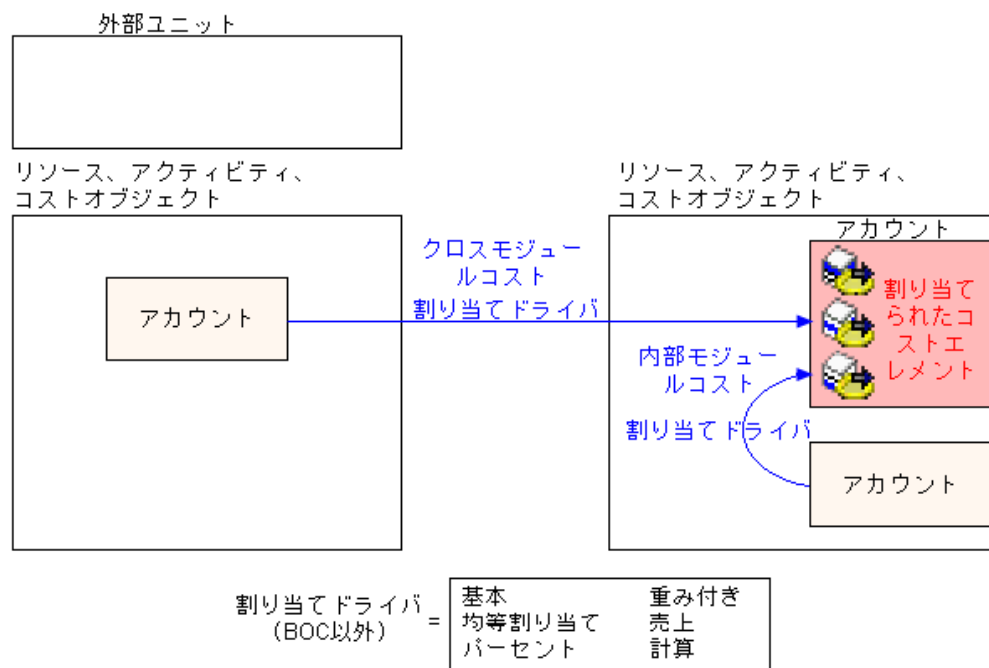 外部ユニット
リソース、アクティビティ、
コストオブジェクト
リソース、アクティビティ、
コストオブジェクト
アカウント
クロスモジュー
ルコスト
割り当てドライバ
アカウント
割り当て
られたコ
ストエ
レメント
内部モジュー
ルコスト
割り当てドライバ
アカウント
割り当てドライバ
(BOC以外)
=
基本 重み付き
均等割り当て 売上
パーセント 計算